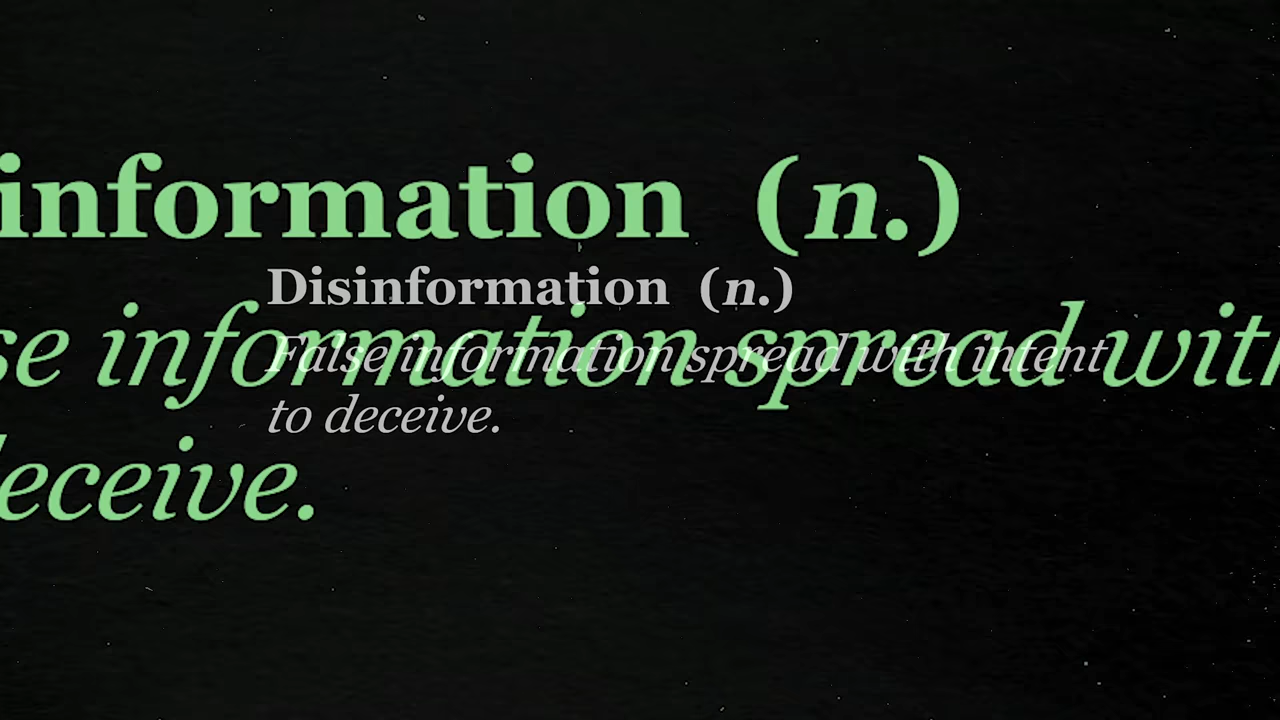 information (n.)
Disinformation (n.)
se information spread with
False information spread with intent
to deceive.
deceive.